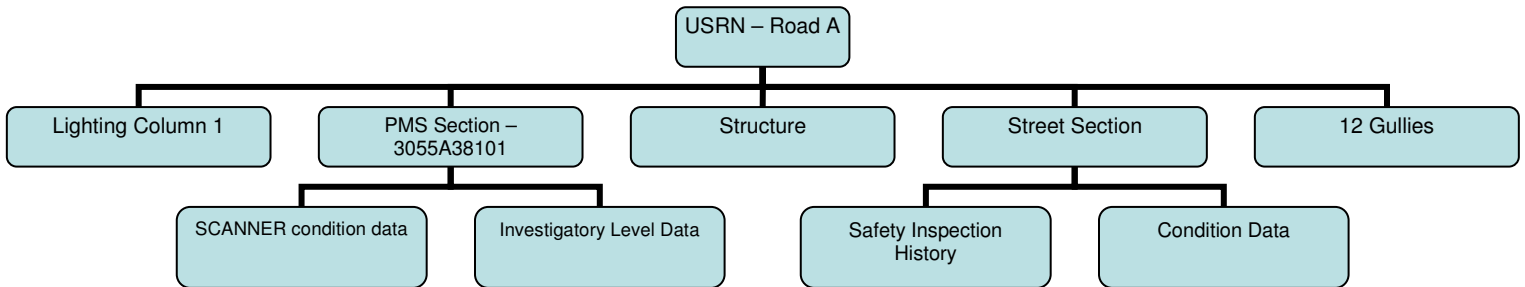 USRN – Road A
Lighting Column 1
PMS Section –
3055A38101
Structure
Street Section
12 Gullies
SCANNER condition data
Investigatory Level Data
Safety Inspection
History
Condition Data